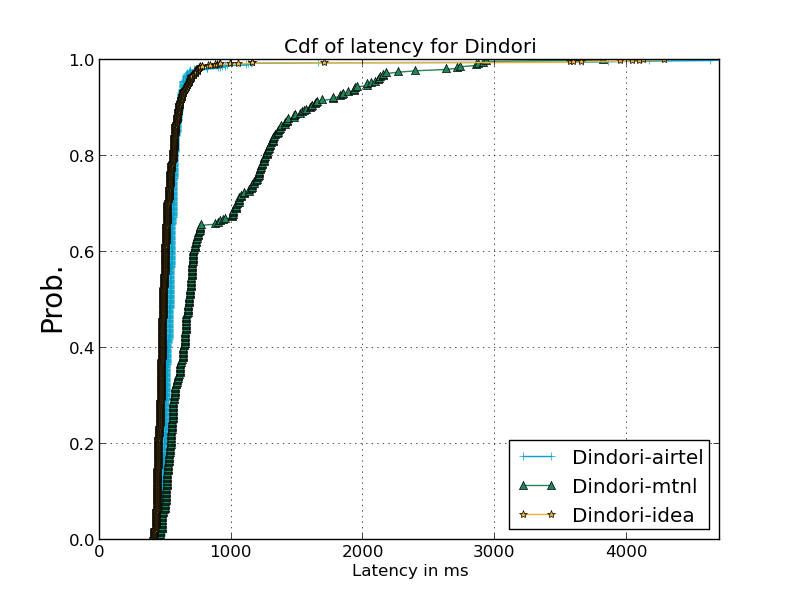 Cdf of latency for Dindori
1.0
0.8
0.6
0.4
0.2
0.0
Prob.
0 1000 2000 3000 4000
Latency in ms
Dindori-airtel
Dindori-mtnl
Dindori-idea